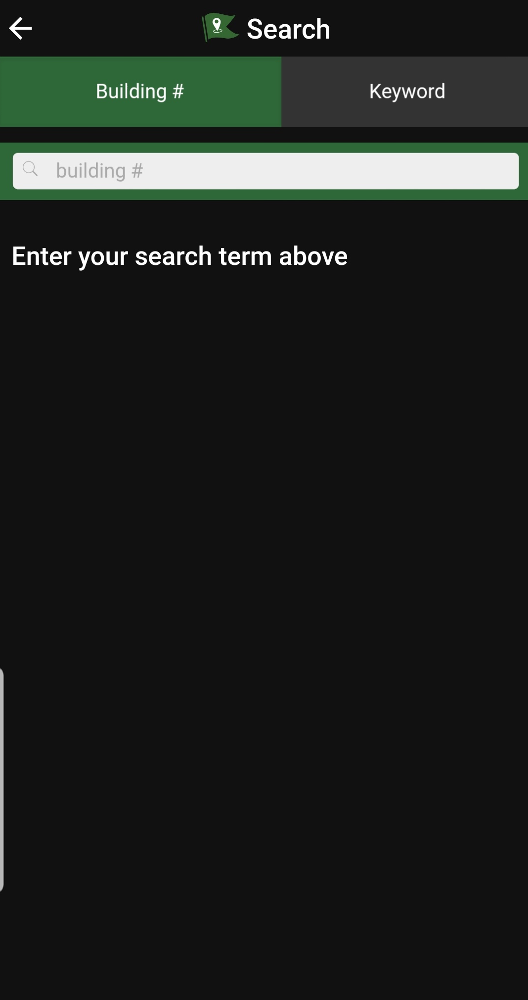 Search
Building #
Keyword
building #
Enter your search term above